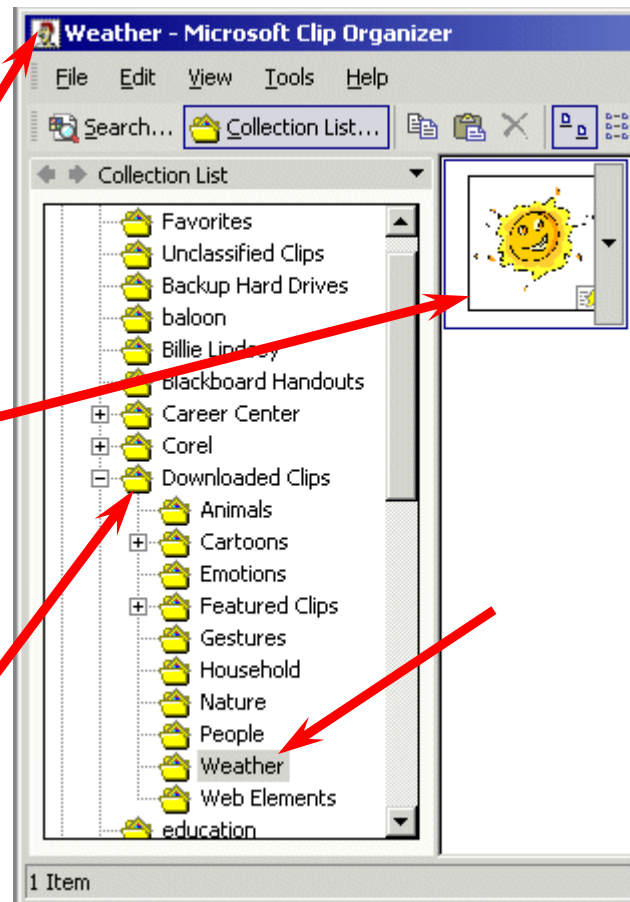 Weather - Microsoft Clip Organizer
File Edit View Tools Help
Search... Collection List...
Collection List
Favorites
Unclassified Clips
Backup Hard Drives
baloon
Billie Lindsey
Blackboard Handouts
Career Center
Corel
Downloaded Clips
Animals
Cartoons
Emotions
Featured Clips
Gestures
Household
Nature
People
Weather
Web Elements
education
1 Item